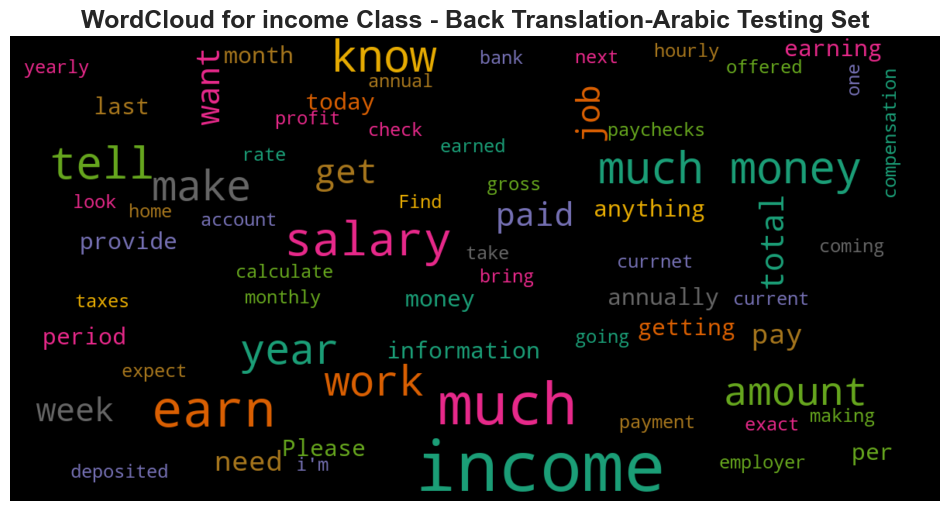 WordCloud for income Class - Back Translation-Arabic Testing Set
yearly
want
month
know
bank
next
hourly
earning
offered
one
annual
last
today
job
compensation
profit
check
paychecks
earned
tell
rate
make
get
gross
much money
look
home
account
Find
paid
anything
total
provide
salary
take
currnet
coming
calculate
bring
taxes
monthly
money
annually
current
period
year
information
going
getting
pay
expect
work
week
earn
much
amount
payment
exact
making
Please
need
i'm
deposited
income
employer
per